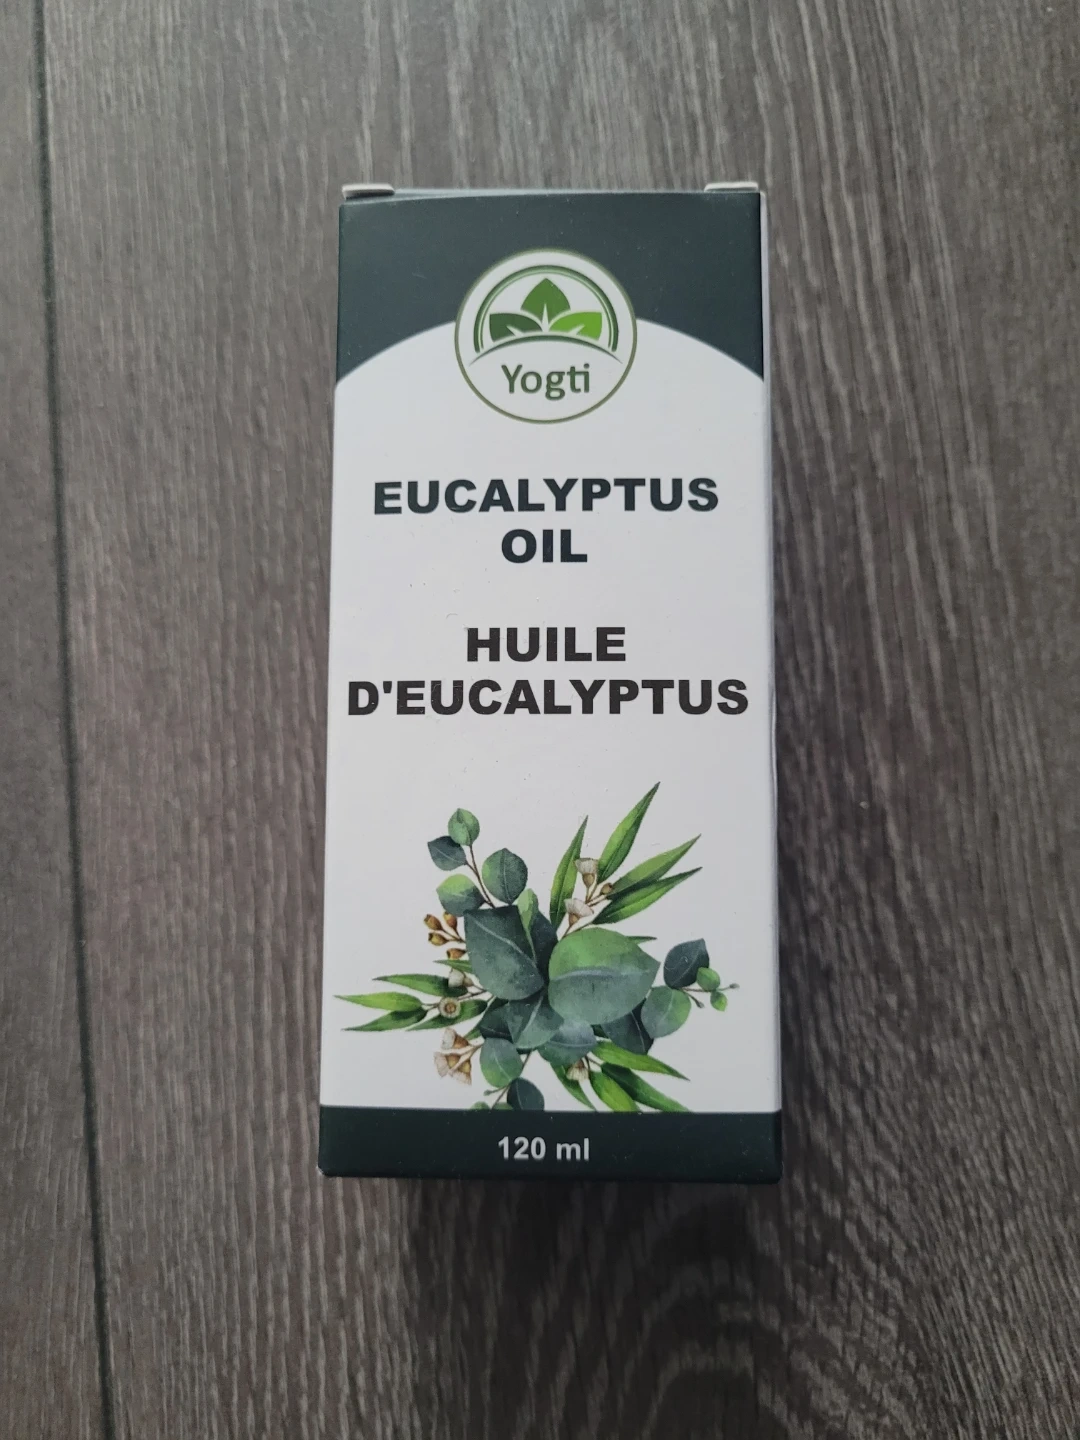 Yogti
EUCALYPTUS
OIL
HUILE
D'EUCALYPTUS
120 ml